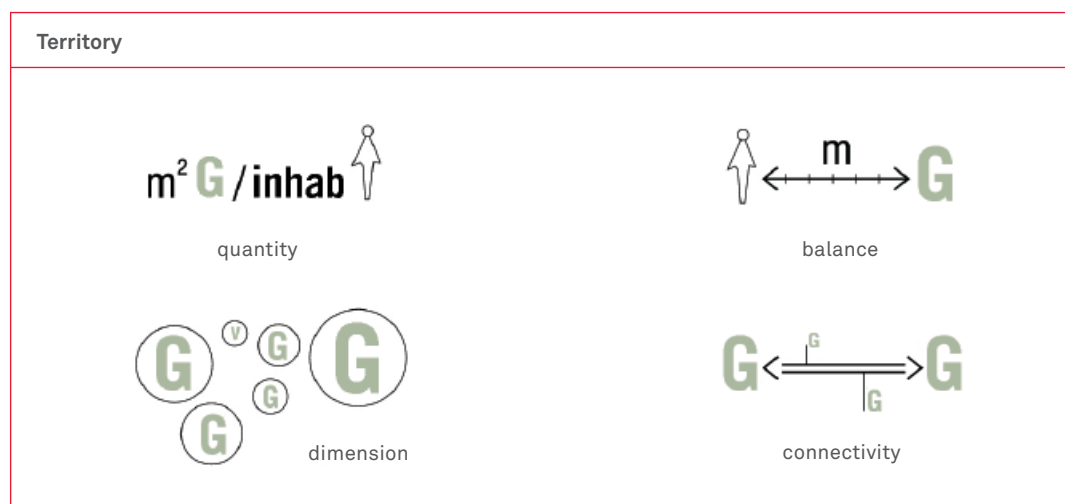 Territory
m² G / inhab
quantity
m
G
balance
G
V
G
G
G
G
dimension
G
G
G
G
connectivity